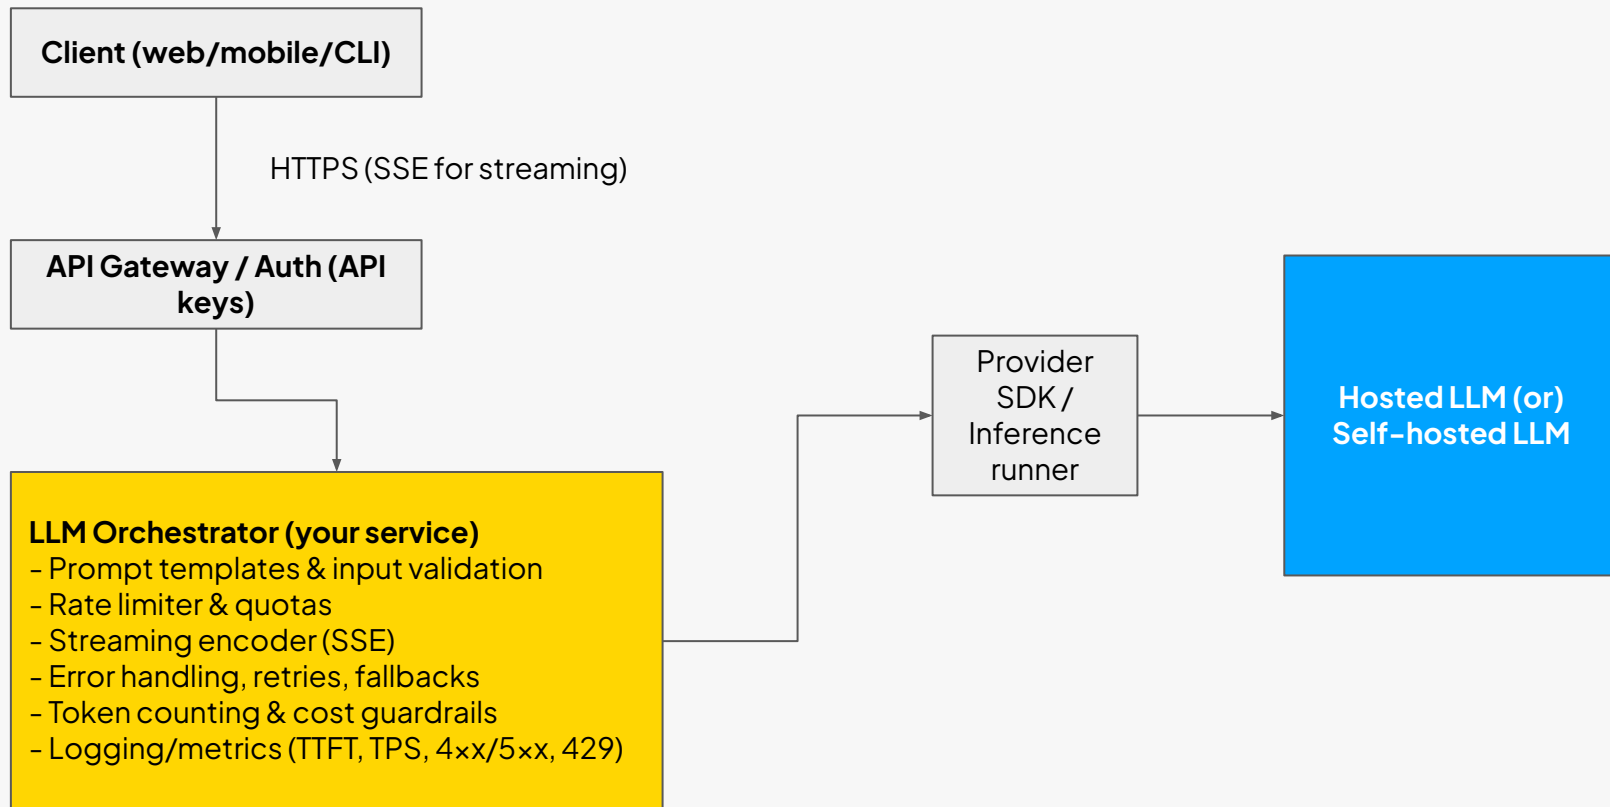 Client (web/mobile/CLI)
HTTPS (SSE for streaming)
API Gateway / Auth (API
keys)
LLM Orchestrator (your service)
- Prompt templates & input validation
- Rate limiter & quotas
- Streaming encoder (SSE)
- Error handling, retries, fallbacks
- Token counting & cost guardrails
- Logging/metrics (TTFT, TPS, 4×x/5×x, 429)
Provider
SDK /
Inference
runner
Hosted LLM (or)
Self-hosted LLM